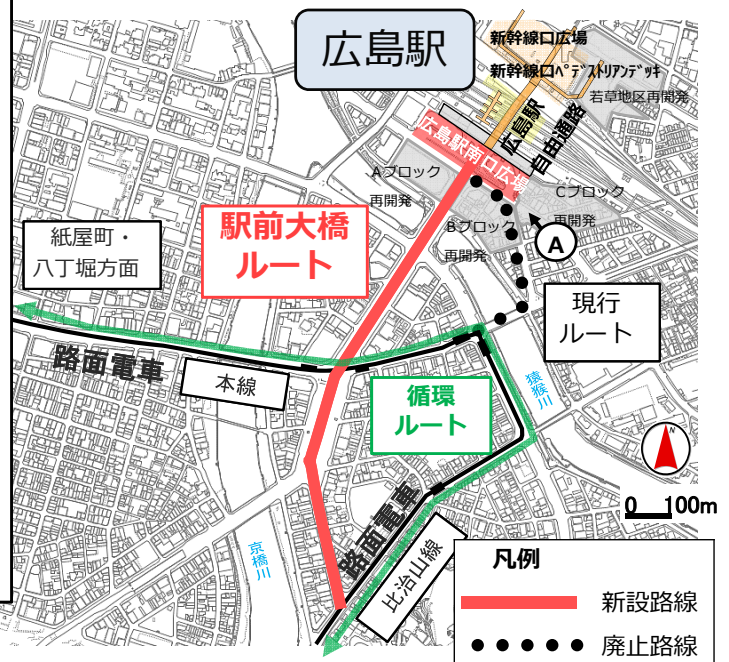 広島駅
新幹線口広場
新幹線口ペデストリアンデッキ
若草地区再開発
広島駅
自由通路
広島駅南口広場
Aブロック
再開発
Bブロック
再開発
Cブロック
再開発
A
駅前大橋
ルート
紙屋町・
八丁堀方面
現行
ルート
路面電車
本線
循環
ルート
猿猴川
N
0 100m
路面電車
比治山線
京橋川
凡例
新設路線
廃止路線